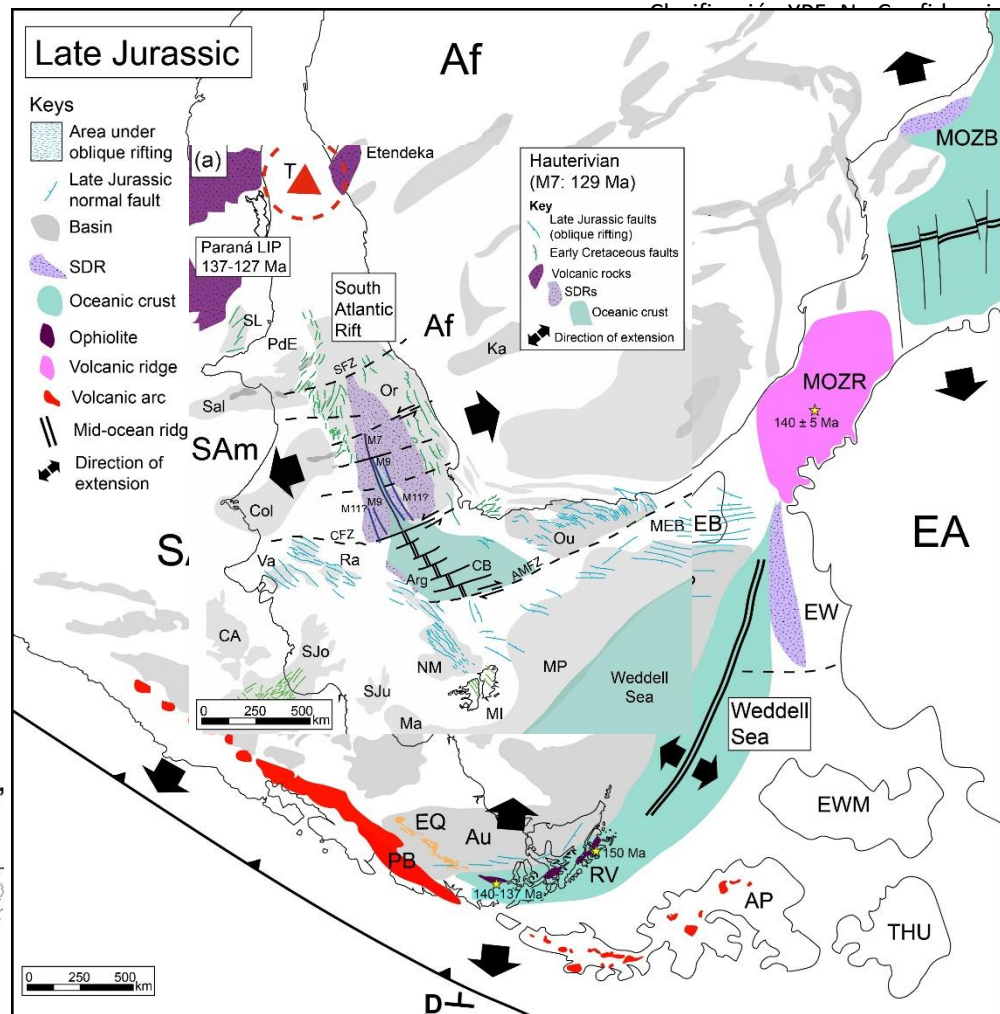 Late Jurassic
Keys
Area under
oblique rifting
Late Jurassic
normal fault
Basin
SDR
Oceanic crust
Ophiolite
Volcanic ridge
Volcanic arc
Mid-ocean ridg
Direction of
extension
Af
MOZB
MOZR
140 ± 5 Ma
EA
EB
EW
Weddell
Sea
EWM
AP
THU
(a)
T
Etendeka
Paraná LIP
137-127 Ma
Hauterivian
(M7: 129 Ma)
Key
Late Jurassic faults
(oblique rifting)
Early Cretaceous faults
Volcanic rocks
SDRs
Oceanic crust
Direction of extension
South
Atlantic
Rift
Af
SL
PdE
SFZ
Or
Ka
Sal
SAm
M7
M9
M9
M11?
M11?
Col
CFZ
Va
Ra
Ou
MEB
Arg
CB
AMFZ
CA
SJo
NM
MP
SJu
MI
Ma
Weddell
Sea
0 250 500
km
EQ
Au
PB
150 Ma
RV
140-137 Ma
0 250 500
km
D